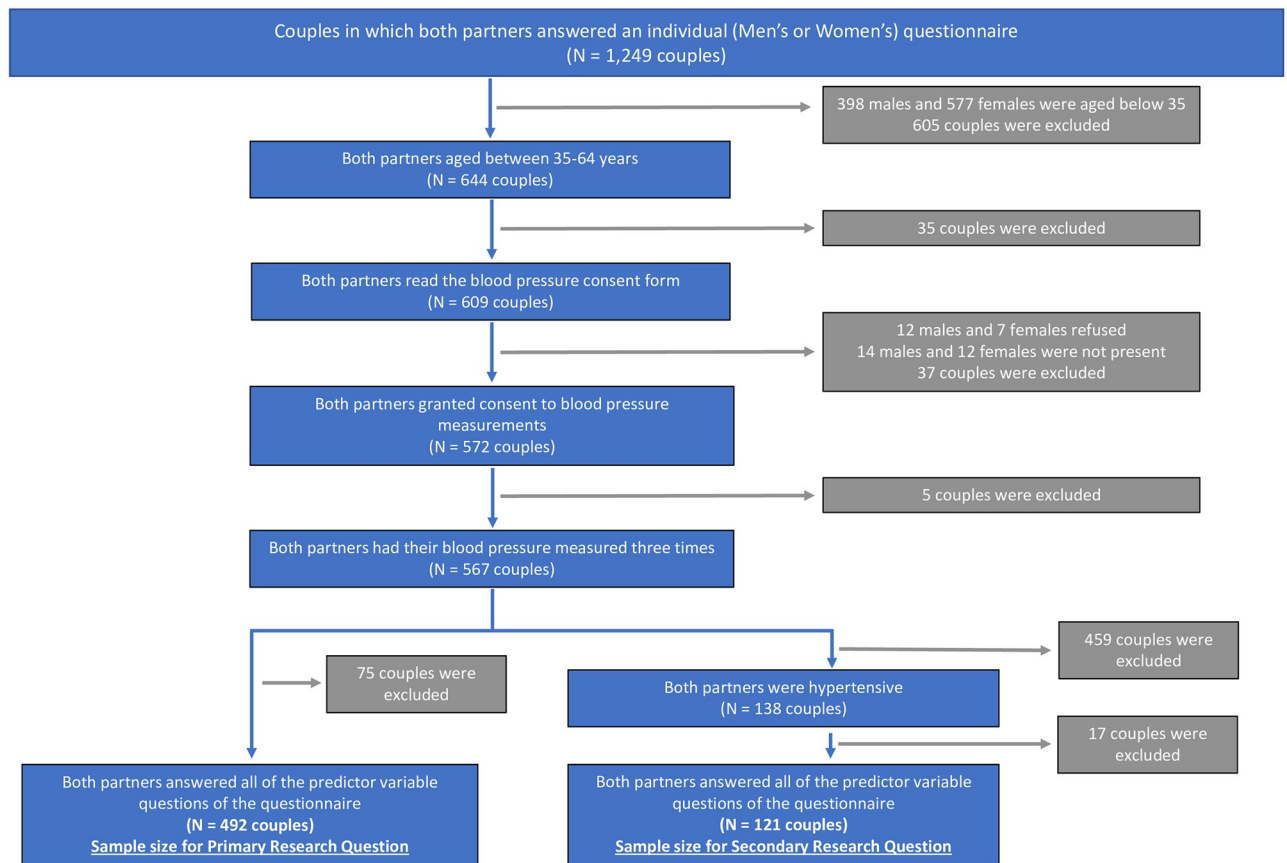 Couples in which both partners answered an individual (Men's or Women's) questionnaire
(N = 1,249 couples)
398 males and 577 females were aged below 35
605 couples were excluded
Both partners aged between 35-64 years
(N = 644 couples)
35 couples were excluded
Both partners read the blood pressure consent form
(N = 609 couples)
12 males and 7 females refused
14 males and 12 females were not present
37 couples were excluded
Both partners granted consent to blood pressure
measurements
(N = 572 couples)
5 couples were excluded
Both partners had their blood pressure measured three times
(N = 567 couples)
459 couples were
excluded
75 couples were
excluded
Both partners were hypertensive
(N = 138 couples)
17 couples were
excluded
Both partners answered all of the predictor variable
questions of the questionnaire
(N = 492 couples)
Sample size for Primary Research Question
Both partners answered all of the predictor variable
questions of the questionnaire
(N = 121 couples)
Sample size for Secondary Research Question